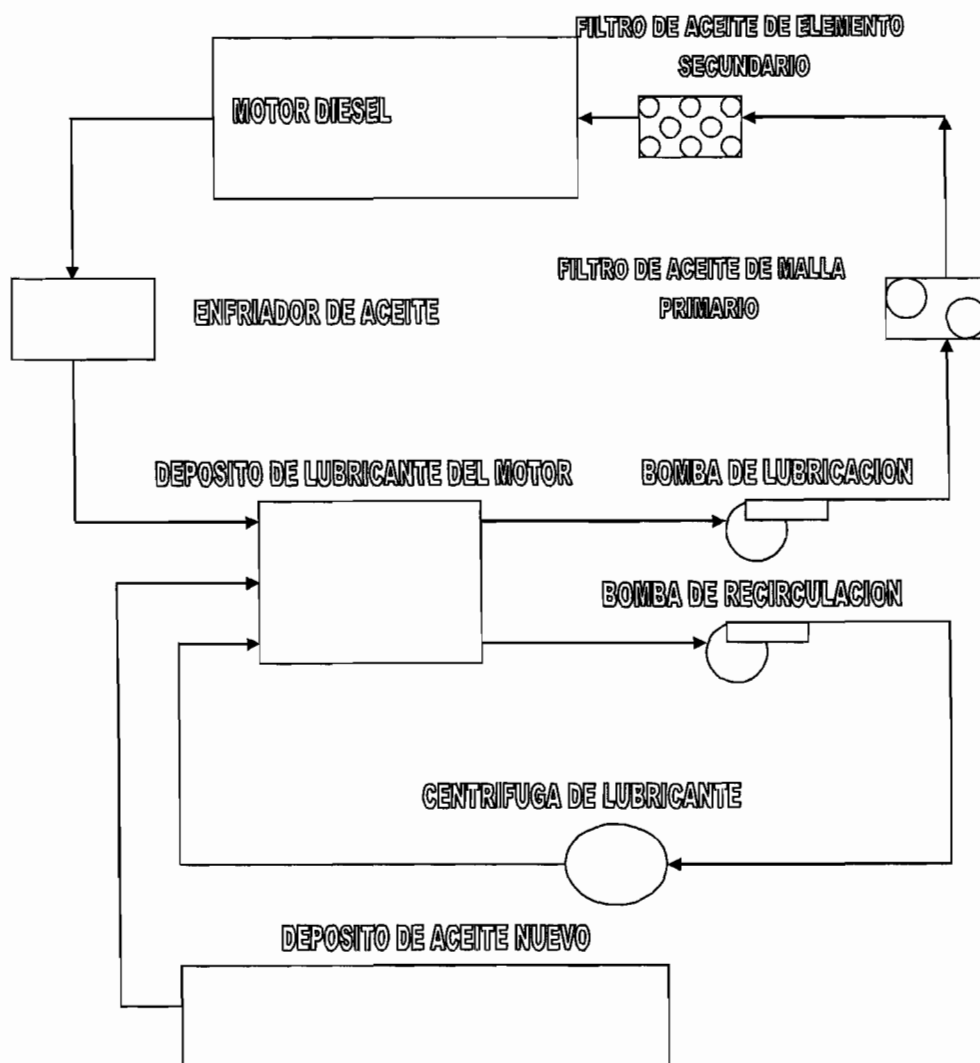 FILTRO DE ACEITE DE ELEMENTO
SECUNDARIO
MOTOR DIESEL
FILTRO DE ACEITE DE MALLA
PRIMARIO
ENFRIADOR DE ACEITE
DEPOSITO DE LUBRICANTE DEL MOTOR
BOMBA DE LUBRICACION
BOMBA DE RECIRCULACION
CENTRIFUGA DE LUBRICANTE
DEPOSITO DE ACEITE NUEVO